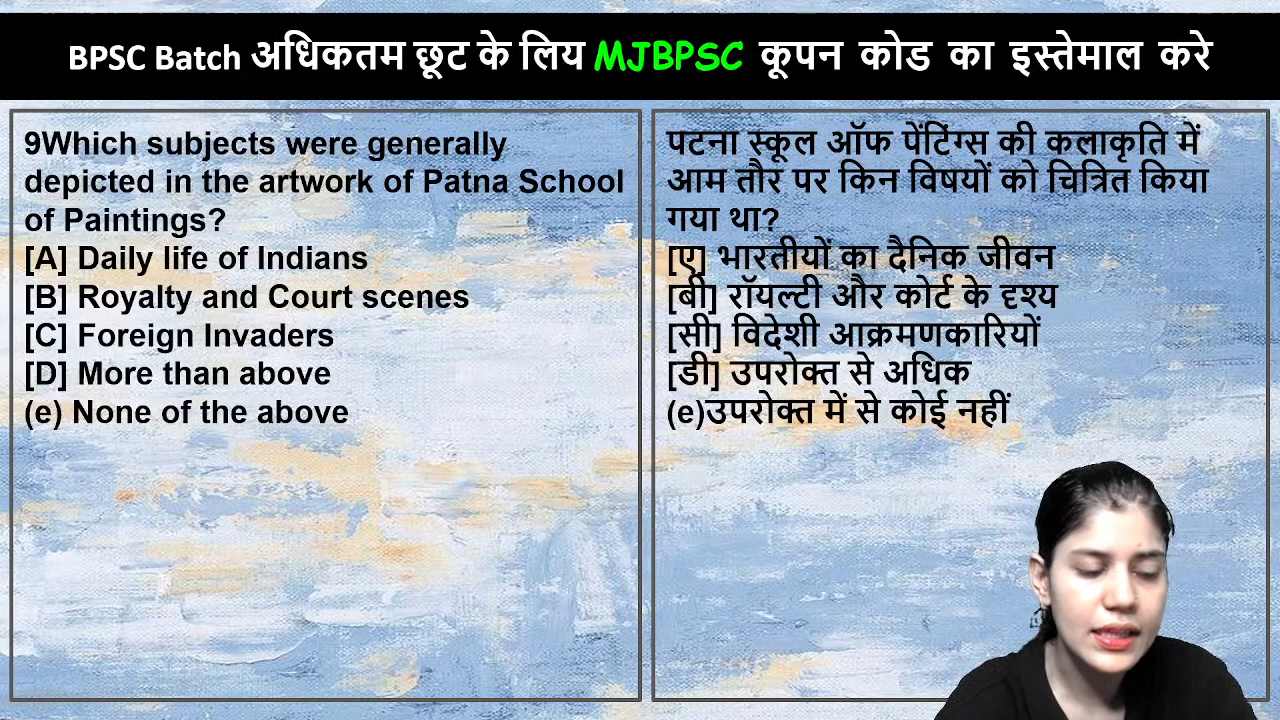 BPSC Batch अधिकतम छूट के लिय MJBPSC कूपन कोड का इस्तेमाल करे
9Which subjects were generally
depicted in the artwork of Patna School
of Paintings?
[A] Daily life of Indians
[B] Royalty and Court scenes
[C] Foreign Invaders
[D] More than above
(e) None of the above
पटना स्कूल ऑफ पेंटिंग्स की कलाकृति में
आम तौर पर किन विषयों को चित्रित किया
गया था?
[ए] भारतीयों का दैनिक जीवन
[बी] रॉयल्टी और कोर्ट के दृश्य
[सी] विदेशी आक्रमणकारियों
[डी] उपरोक्त से अधिक
(e)उपरोक्त में से कोई नहीं